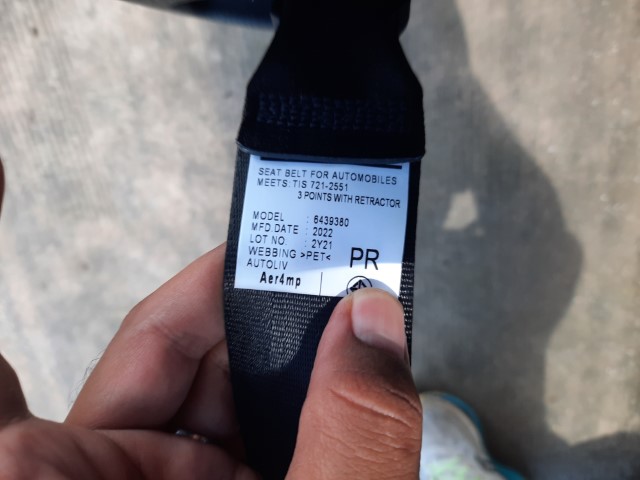 SEAT BELT FOR AUTOMOBILES
MEETS: TIS 721-2551
3 POINTS WITH RETRACTOR
MODEL : 6439380
MFD DATE : 2022
LOT NO. : 2Y21
WEBBING >PET<
PR
AUTOLIV
Aer4mp